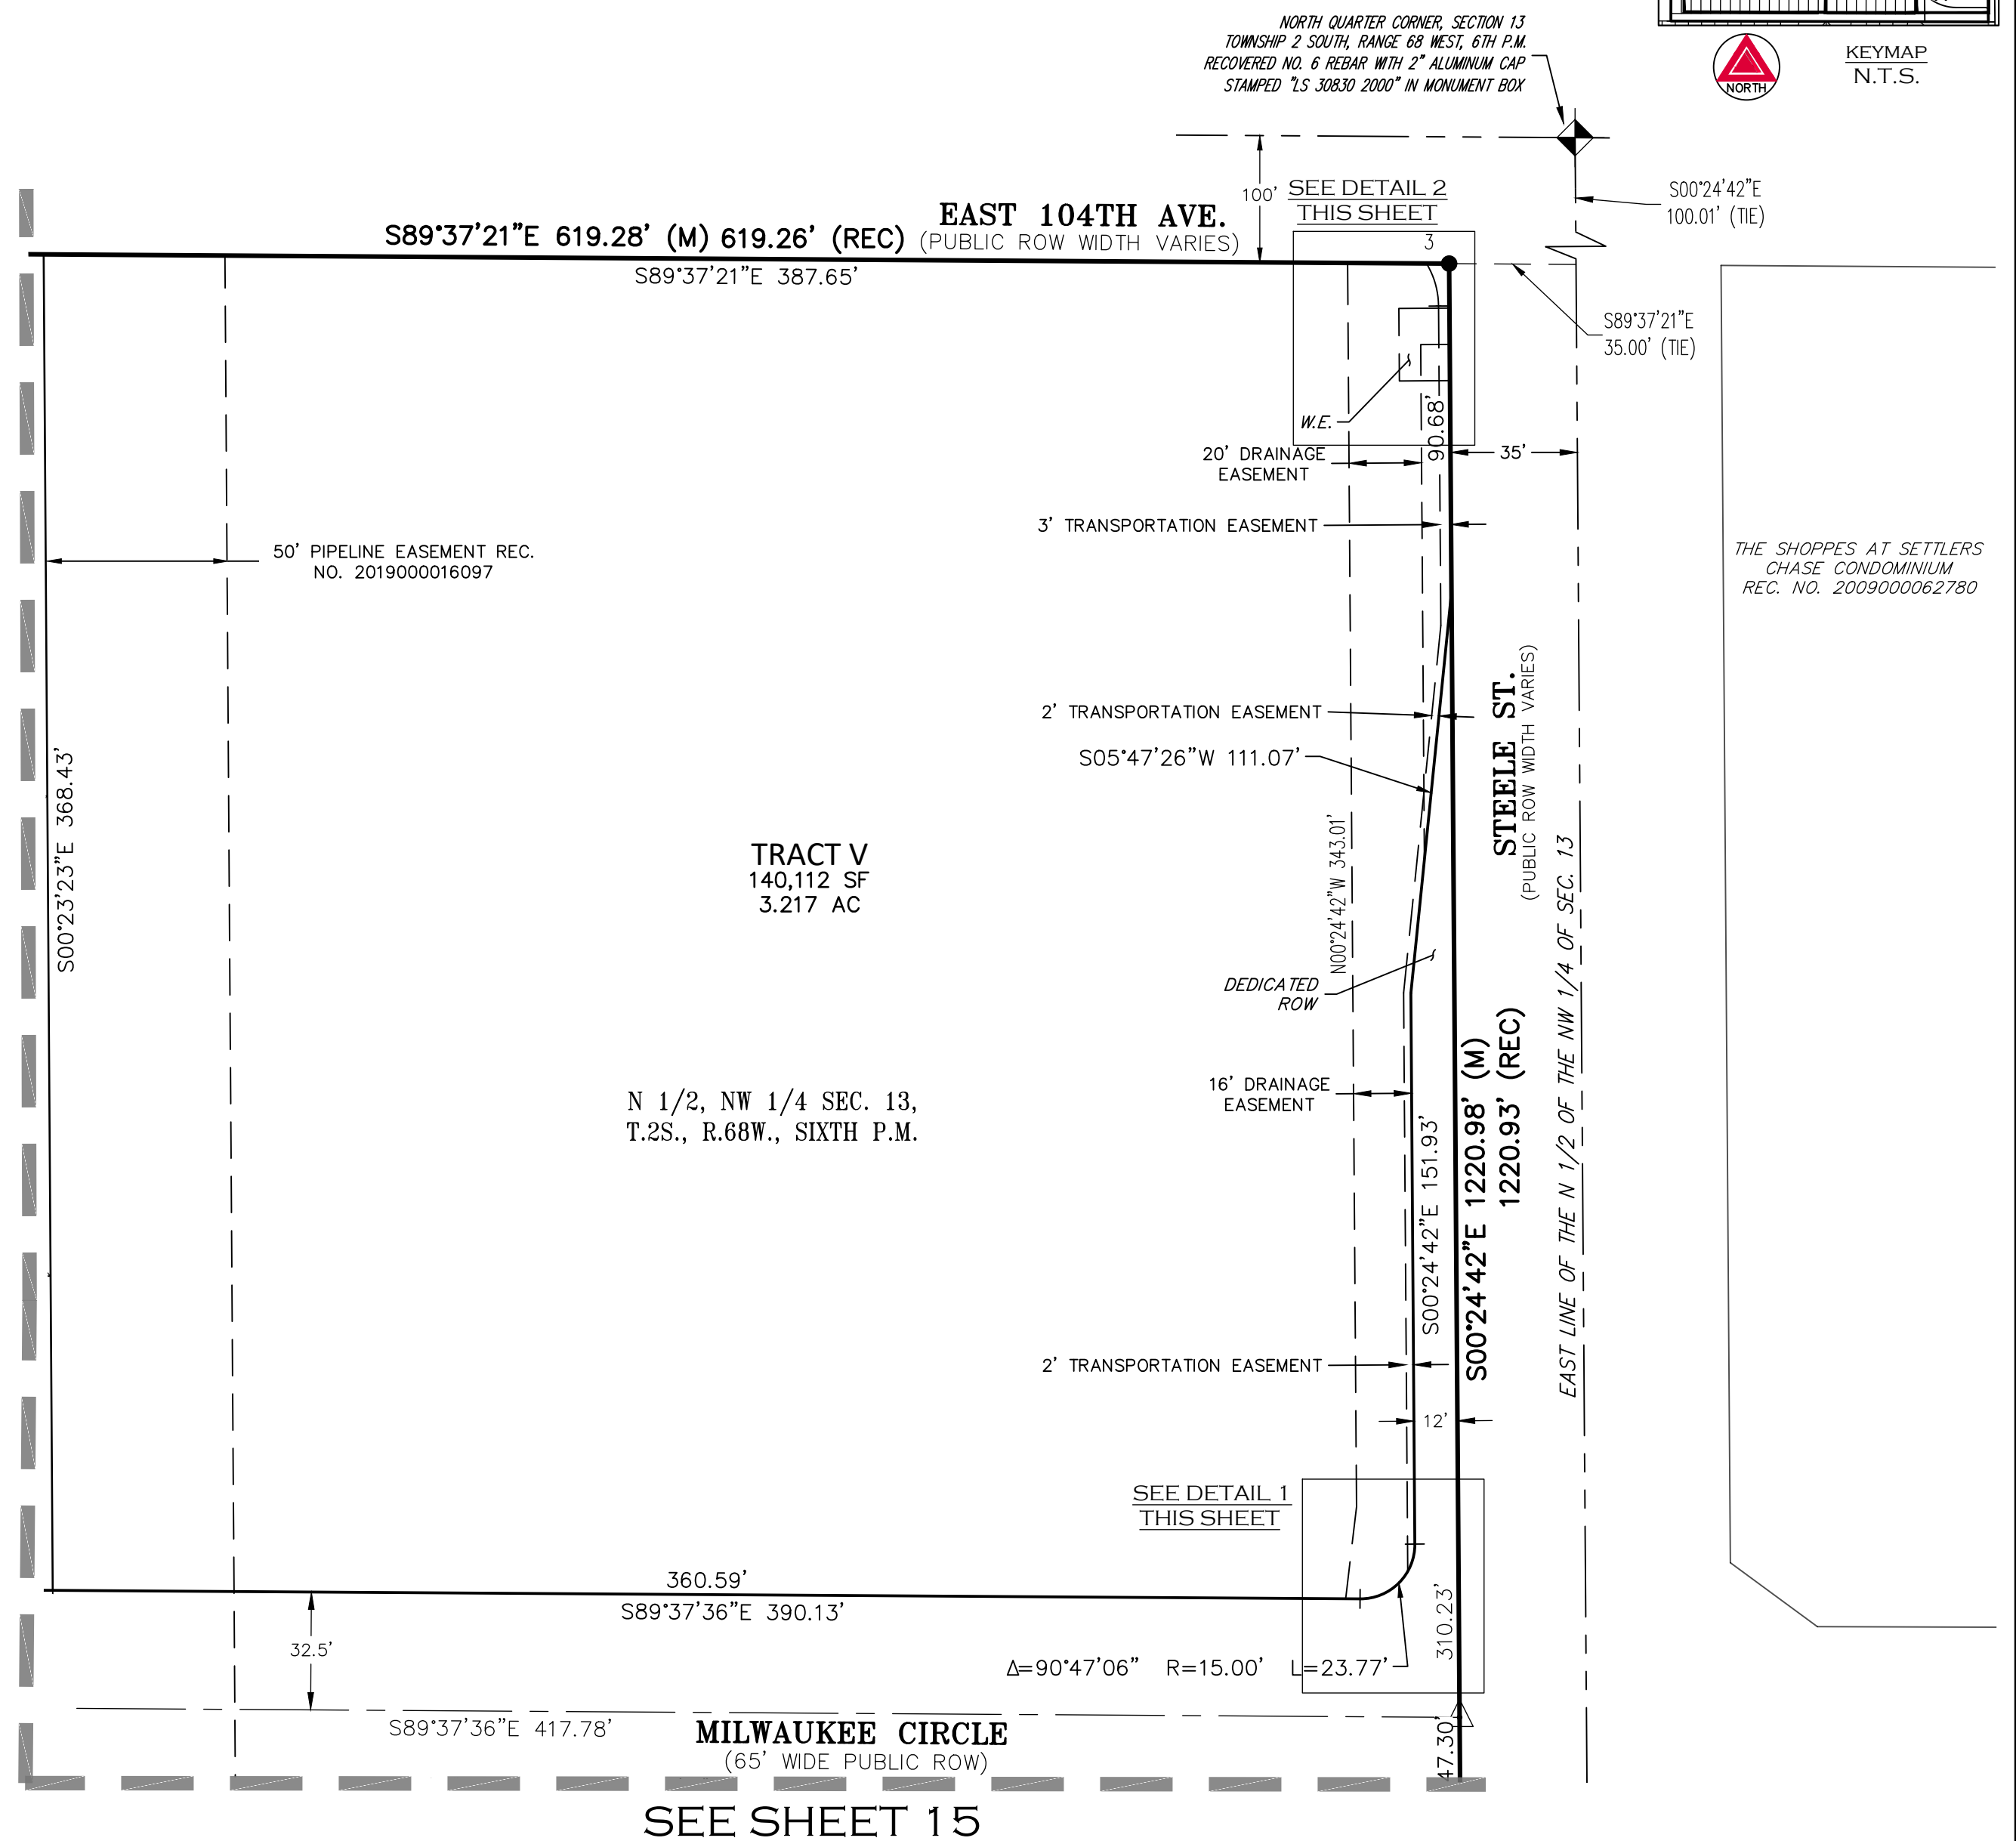 NORTH QUARTER CORNER, SECTION 13
TOWNSHIP 2 SOUTH, RANGE 68 WEST, 6TH P.M.
RECOVERED NO. 6 REBAR WITH 2" ALUMINUM CAP
STAMPED "LS 30830 2000" IN MONUMENT BOX
NORTH
KEYMAP
N.T.S.
100'
SEE DETAIL 2
THIS SHEET
S00°24'42"E
100.01' (TIE)
EAST 104TH AVE.
(PUBLIC ROW WIDTH VARIES)
S89°37'21"E 619.28' (M) 619.26' (REC)
S89°37'21"E 387.65'
3
S89°37'21"E
35.00' (TIE)
W.E.
90.68'
35'
20' DRAINAGE
EASEMENT
3' TRANSPORTATION EASEMENT
50' PIPELINE EASEMENT REC.
NO. 2019000016097
THE SHOPPES AT SETTLERS
CHASE CONDOMINIUM
REC. NO. 2009000062780
2' TRANSPORTATION EASEMENT
S05°47'26"W 111.07'
STEELE ST.
(PUBLIC ROW WIDTH VARIES)
S00°23'23"E 368.43'
TRACT V
140,112 SF
3.217 AC
N00°24'42"W 343.01'
DEDICATED
ROW
EAST LINE OF THE N 1/2 OF THE NW 1/4 OF SEC. 13
N 1/2, NW 1/4 SEC. 13,
T.2S., R.68W., SIXTH P.M.
16' DRAINAGE
EASEMENT
S00°24'42"E 151.93'
S00°24'42"E 1220.98' (M)
1220.93' (REC)
2' TRANSPORTATION EASEMENT
12'
SEE DETAIL 1
THIS SHEET
360.59'
S89°37'36"E 390.13'
32.5'
310.23'
Δ=90°47'06" R=15.00' L=23.77'
S89°37'36"E 417.78'
MILWAUKEE CIRCLE
(65' WIDE PUBLIC ROW)
47.30'
SEE SHEET 15